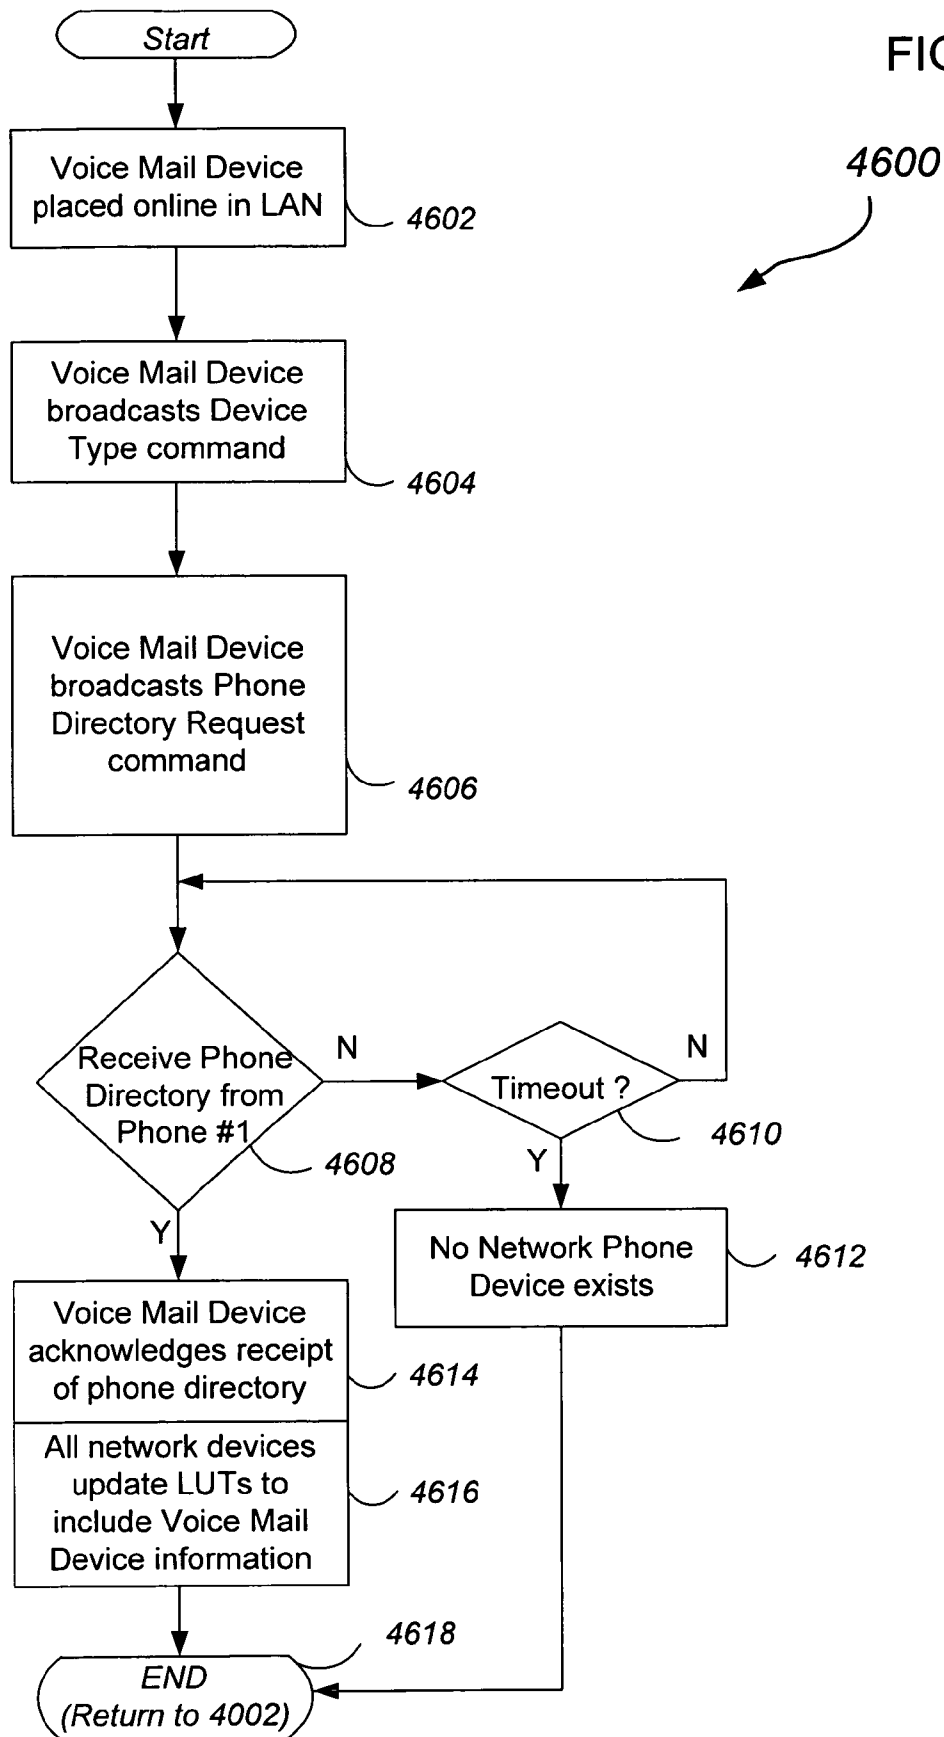 Start
FIG
4600
Voice Mail Device
placed online in LAN
4602
Voice Mail Device
broadcasts Device
Type command
4604
Voice Mail Device
broadcasts Phone
Directory Request
command
4606
Receive Phone
Directory from
Phone #1
4608
N
Timeout ?
N
4610
Y
Y
No Network Phone
Device exists
4612
Voice Mail Device
acknowledges receipt
of phone directory
4614
All network devices
update LUTs to
include Voice Mail
Device information
4616
4618
END
(Return to 4002)